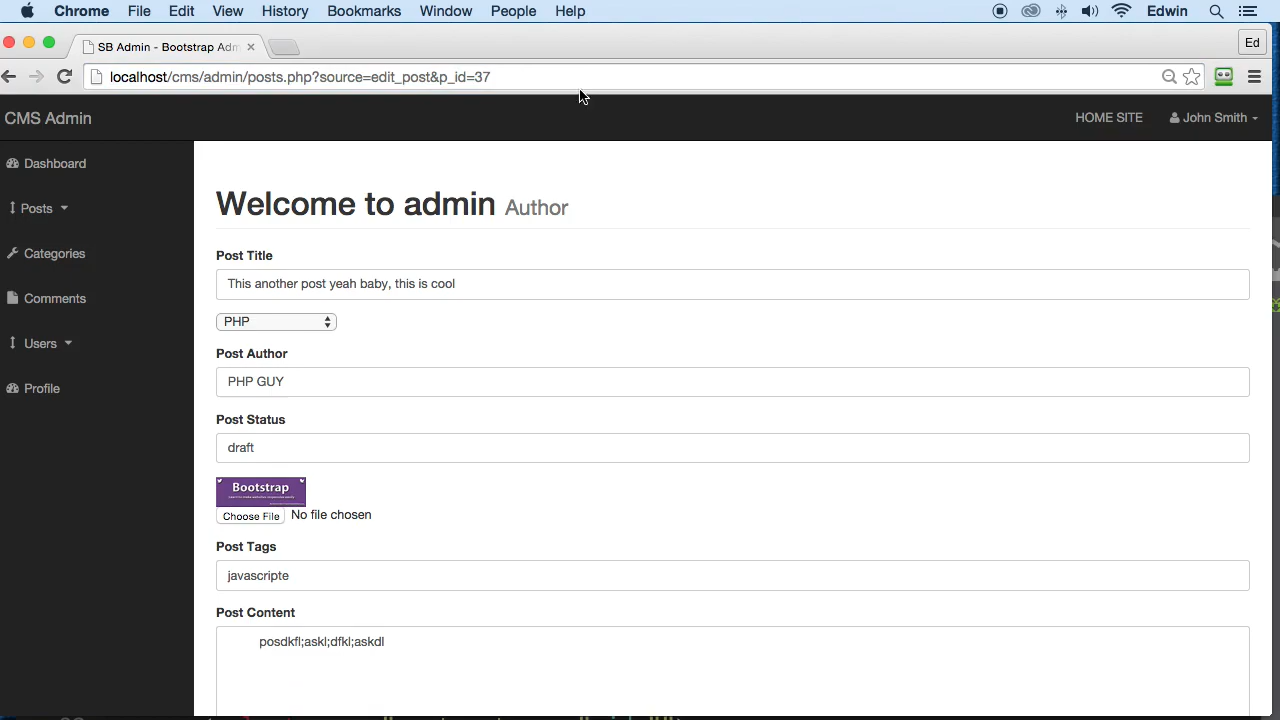 Chrome File Edit View History Bookmarks Window People Help Edwin
SB Admin - Bootstrap Adm Ed
localhost/cms/admin/posts.php?source=edit_post&p_id=37
CMS Admin HOME SITE John Smith
Dashboard
Posts
Categories
Comments
Users
Profile
Welcome to admin Author
Post Title
This another post yeah baby, this is cool
PHP
Post Author
PHP GUY
Post Status
draft
Bootstrap
Choose File No file chosen
Post Tags
javascripte
Post Content
posdkfl;askl;dfkl;askdl